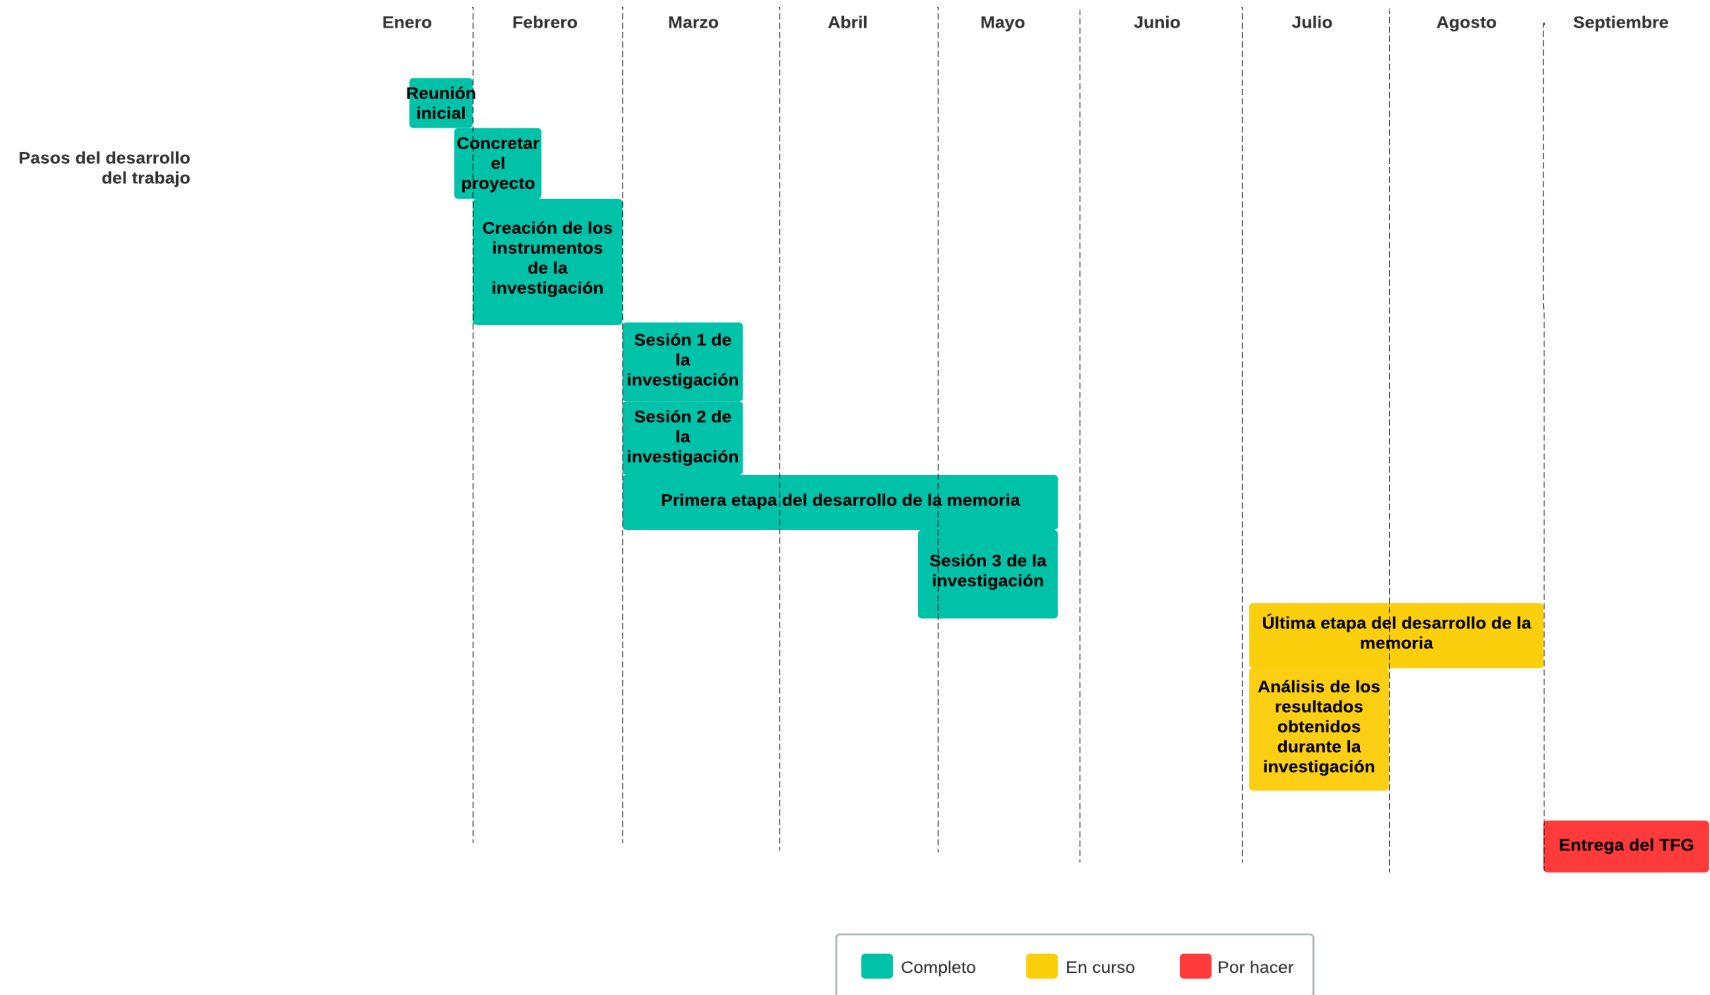 Enero Febrero Marzo Abril Mayo Junio Julio Agosto Septiembre
Reunión
inicial
Pasos del desarrollo
del trabajo
Concretar
el
proyecto
Creación de los
instrumentos
de la
investigación
Sesión 1 de
la
investigación
Sesión 2 de
la
investigación
Primera etapa del desarrollo de la memoria
Sesión 3 de la
investigación
Última etapa del desarrollo de la
memoria
Análisis de los
resultados
obtenidos
durante la
investigación
Entrega del TFG
Completo En curso Por hacer